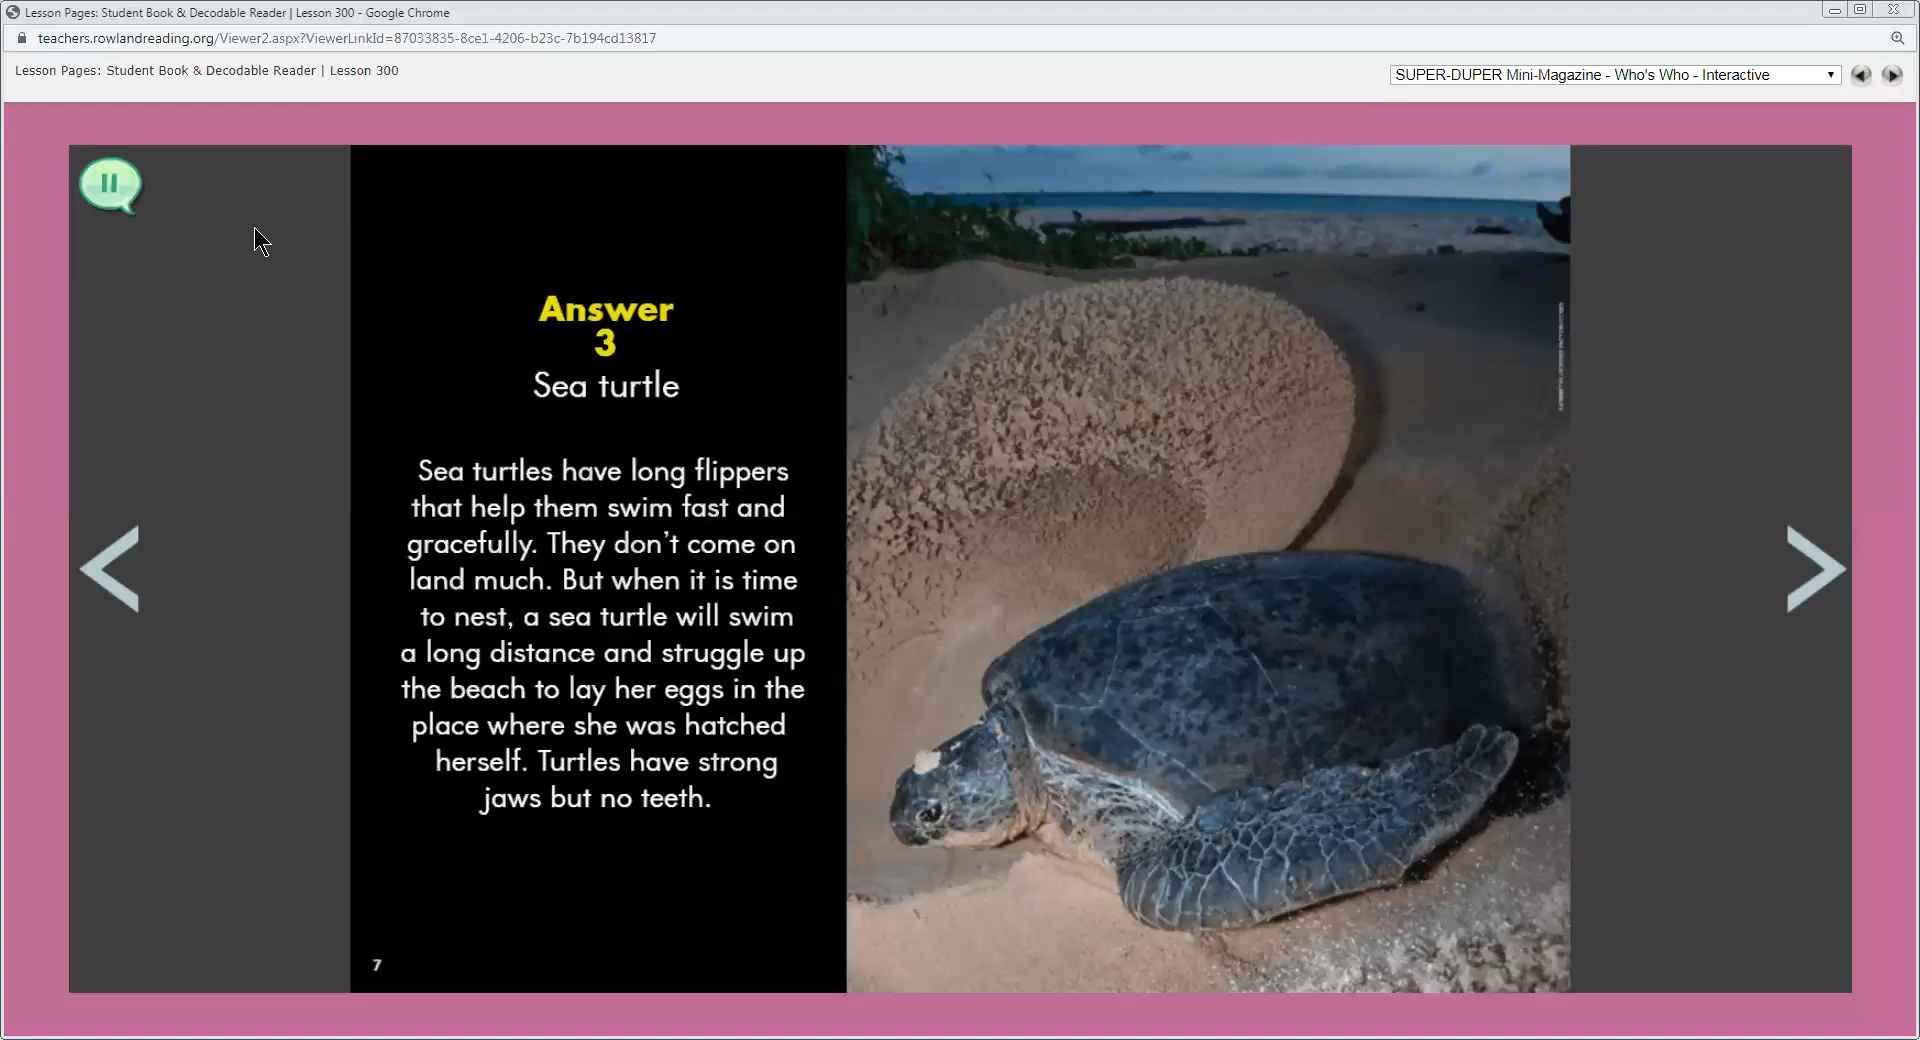 Lesson Pages: Student Book & Decodable Reader | Lesson 300 - Google Chrome
teachers.rowlandreading.org/Viewer2.aspx?ViewerLinkId=87033835-8ce1-4206-b23c-7b194cd13817
Lesson Pages: Student Book & Decodable Reader | Lesson 300
SUPER-DUPER Mini-Magazine - Who's Who - Interactive
Answer
3
Sea turtle
Sea turtles have long flippers
that help them swim fast and
gracefully. They don't come on
land much. But when it is time
to nest, a sea turtle will swim
a long distance and struggle up
the beach to lay her eggs in the
place where she was hatched
herself. Turtles have strong
jaws but no teeth.
7